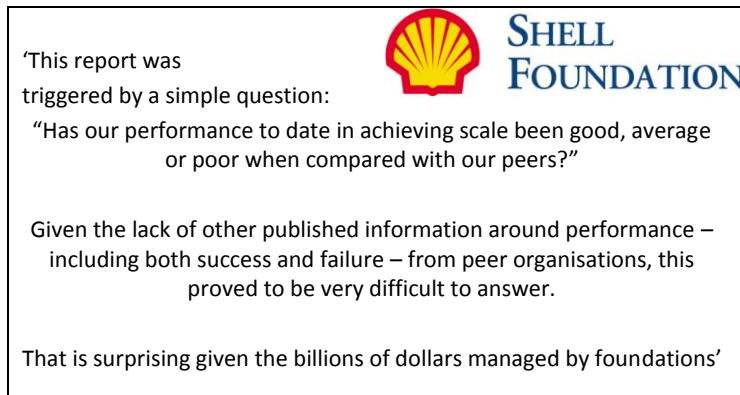 SHELL
FOUNDATION
‘This report was
triggered by a simple question:
“Has our performance to date in achieving scale been good, average
or poor when compared with our peers?”
Given the lack of other published information around performance –
including both success and failure – from peer organisations, this
proved to be very difficult to answer.
That is surprising given the billions of dollars managed by foundations’